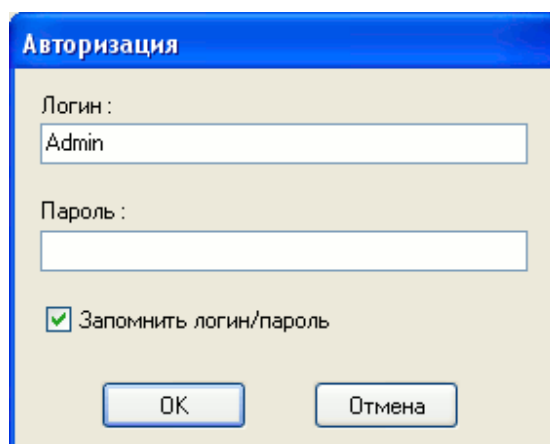 Авторизация
Логин :
Admin
Пароль :
Запомнить логин/пароль
OK Отмена